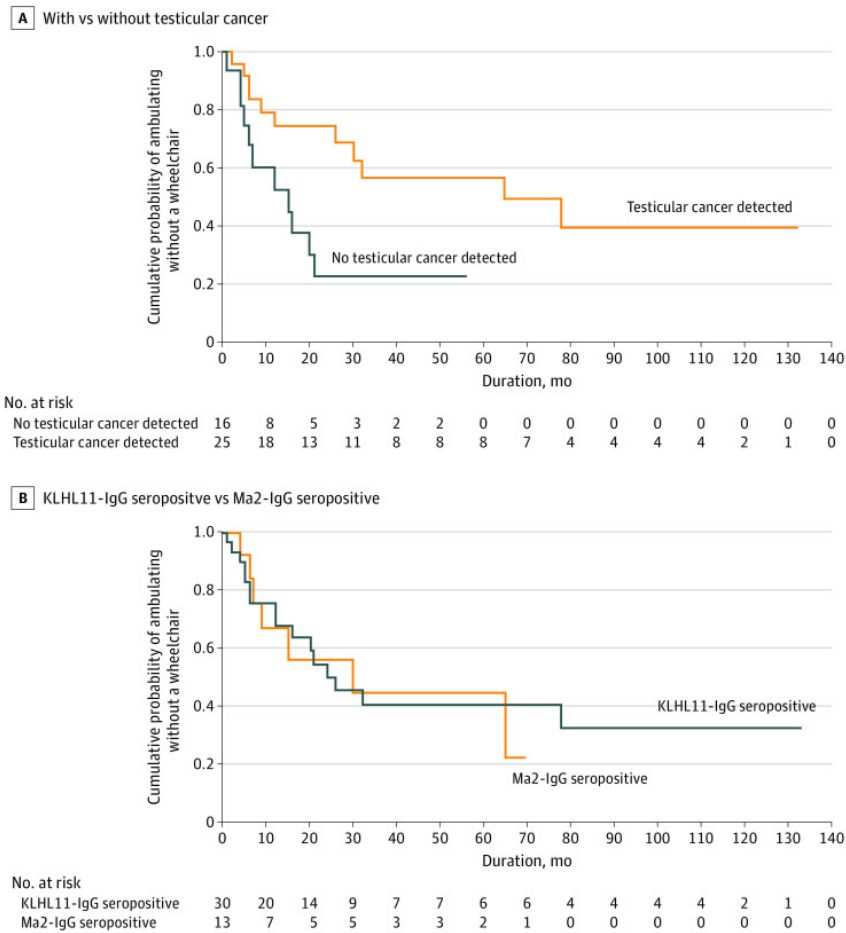 A With vs without testicular cancer
Cumulative probability of ambulating
without a wheelchair
1.0
0.8
0.6
0.4
0.2
0
Testicular cancer detected
No testicular cancer detected
0 10 20 30 40 50 60 70 80 90 100 110 120 130 140
Duration, mo
No. at risk
No testicular cancer detected 16 8 5 3 2 2 0 0 0 0 0 0 0 0 0
Testicular cancer detected 25 18 13 11 8 8 8 7 4 4 4 4 2 1 0
B KLHL11-IgG seropositve vs Ma2-IgG seropositive
Cumulative probability of ambulating
without a wheelchair
1.0
0.8
0.6
0.4
0.2
0
KLHL11-IgG seropositive
Ma2-IgG seropositive
0 10 20 30 40 50 60 70 80 90 100 110 120 130 140
Duration, mo
No. at risk
KLHL11-IgG seropositive 30 20 14 9 7 7 6 6 4 4 4 4 2 1 0
Ma2-IgG seropositive 13 7 5 5 3 3 2 1 0 0 0 0 0 0 0